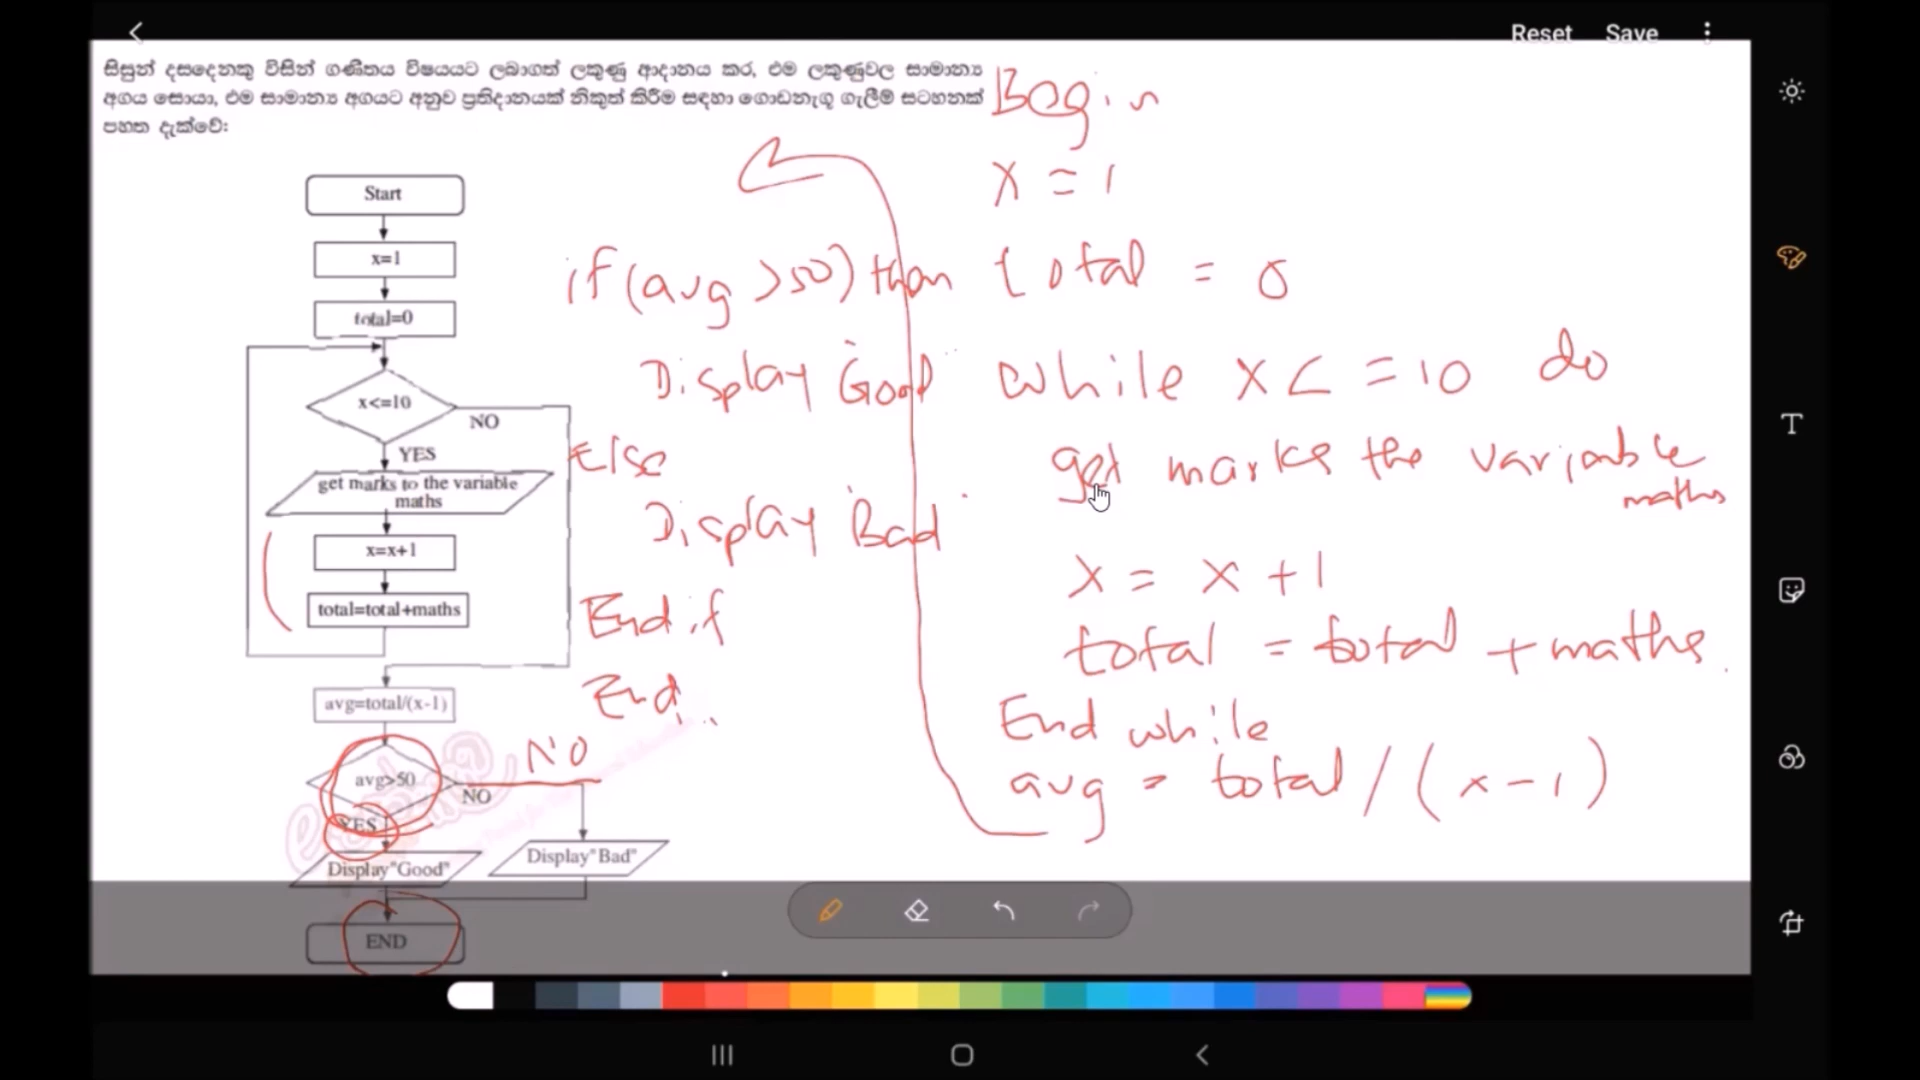 Reset Save
සිසුන් දසදෙනකු විසින් ගණිතය විෂයයට ලබාගත් ලකුණු ආදානය කර, එම ලකුණුවල සාමාන්‍ය
අගය සොයා, එම සාමාන්‍ය අගයට අනුව ප්‍රතිදානයක් නිකුත් කිරීම සඳහා ගොඩනැගූ ගැලීම් සටහනක්
පහත දැක්වේ:
Start
x=1
total=0
x<=10
NO
YES
get marks to the variable
maths
x=x+1
total=total+maths
avg=total/(x-1)
avg>50
NO
NO
YES
Display"Good"
Display"Bad"
END
Begin
x = 1
total = 0
while x < = 10 do
get marks the variable
maths
x = x + 1
total = total + maths
End while
avg = total / (x - 1)
if (avg > 50) then
Display Good
Else
Display Bad
End if
End
T